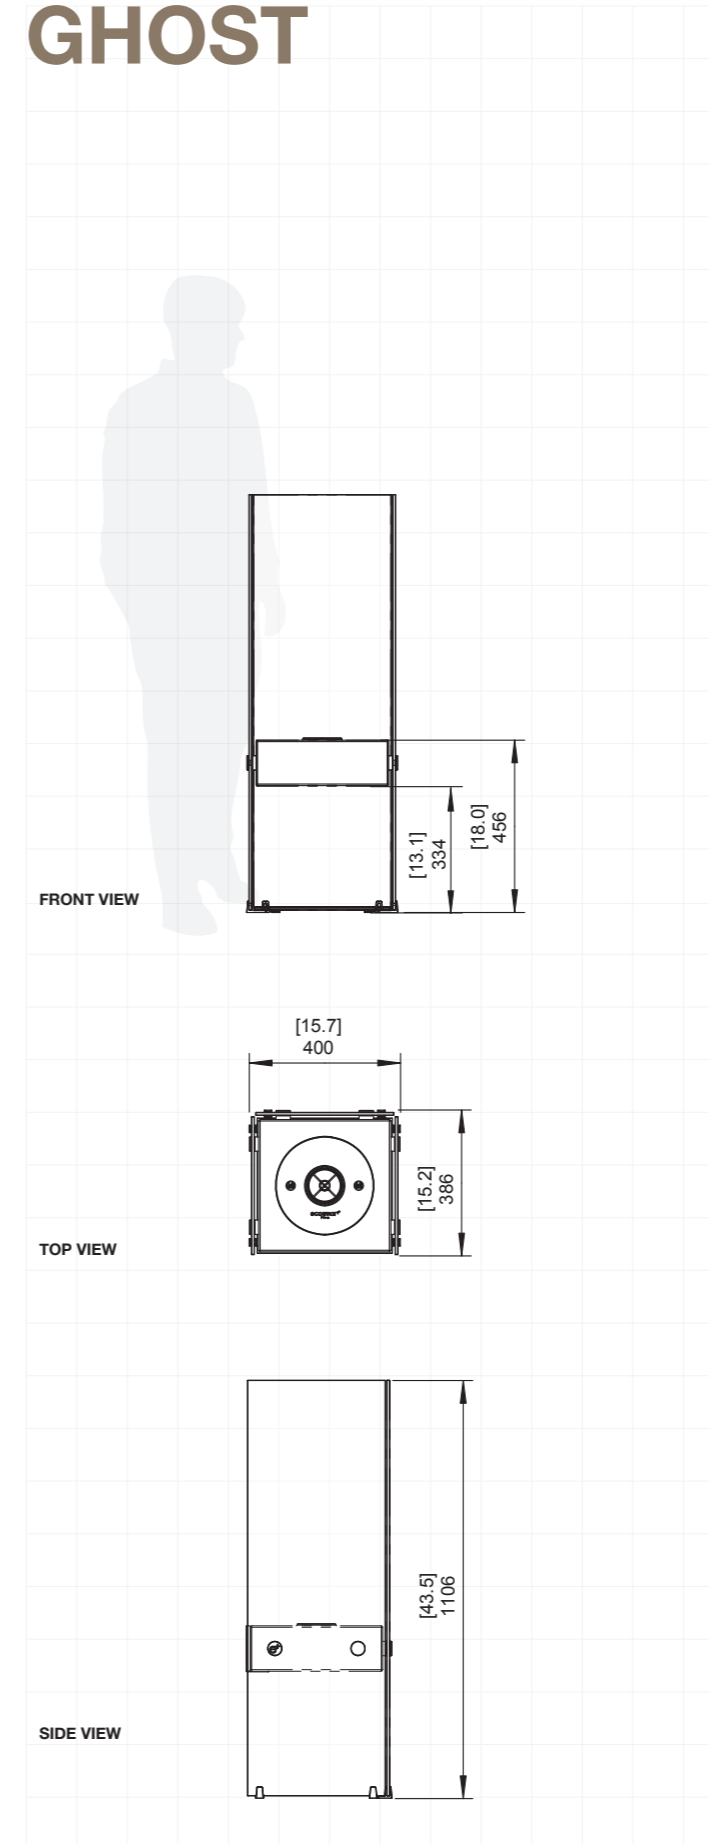 GHOST
[13.1]
334
[18.0]
456
FRONT VIEW
[15.7]
400
[15.2]
386
TOP VIEW
[43.5]
1106
SIDE VIEW